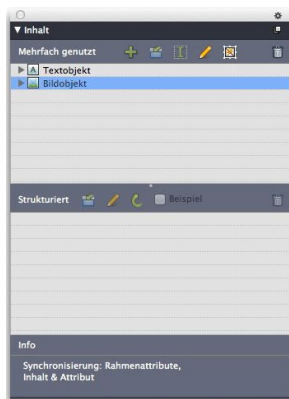 Inhalt
Mehrfach genutzt
A Textobjekt
Bildobjekt
Strukturiert Beispiel
Info
Synchronisierung: Rahmenattribute,
Inhalt & Attribut